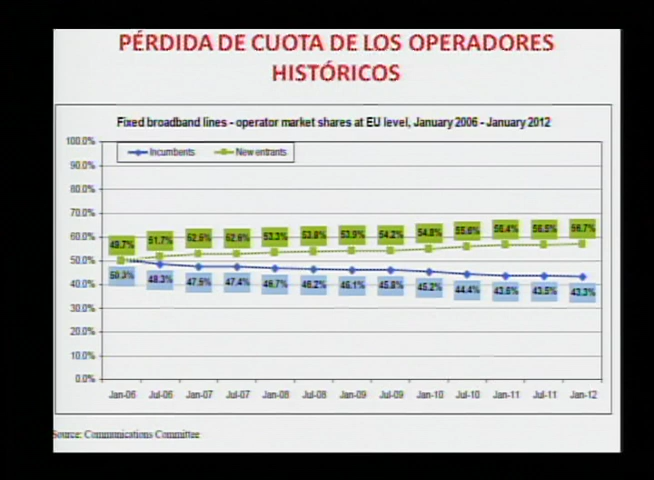 PÉRDIDA DE CUOTA DE LOS OPERADORES
HISTÓRICOS
Fixed broadband lines - operator market shares at EU level, January 2006 - January 2012
100.0%
Incumbents
New entrants
90.0%
80.0%
70.0%
60.0%
50.0%
40.0%
30.0%
20.0%
10.0%
0.0%
49.7% 51.7% 52.5% 52.6% 53.3% 53.8% 53.9% 54.2% 54.8% 55.6% 56.4% 56.5% 56.7%
50.3% 48.3% 47.5% 47.4% 46.7% 46.2% 46.1% 45.8% 45.2% 44.4% 43.6% 43.5% 43.3%
Jan-06 Jul-06 Jan-07 Jul-07 Jan-08 Jul-08 Jan-09 Jul-09 Jan-10 Jul-10 Jan-11 Jul-11 Jan-12
Source: Communications Committee